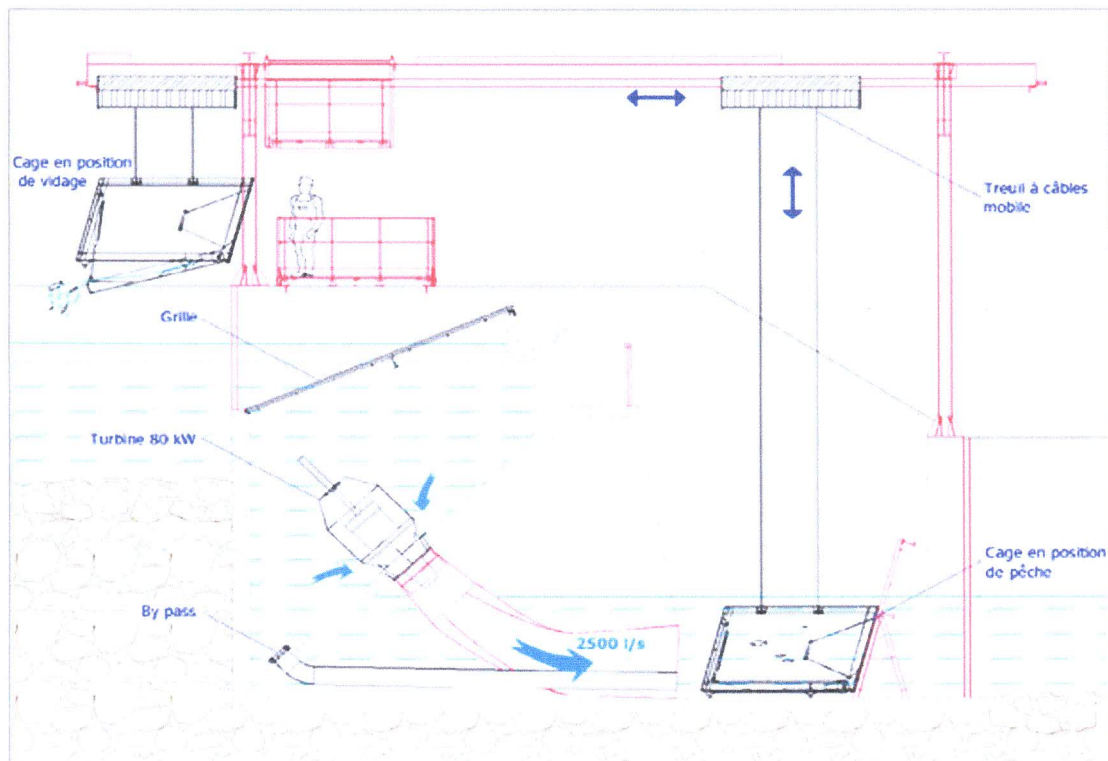 Cage en position
de vidage
Treuil à câbles
mobile
Grille
Turbine 80 kW
Cage en position
de pêche
By pass
2500 l/s